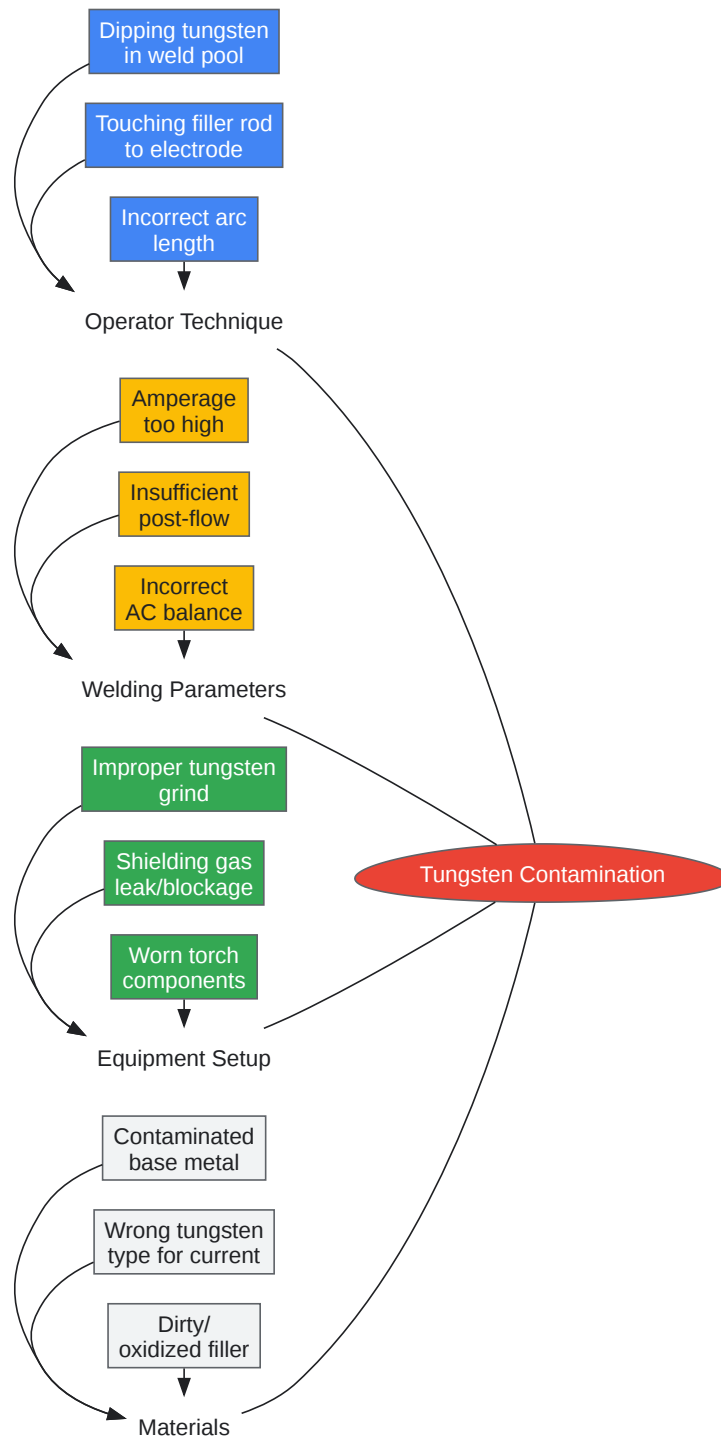 Dipping tungsten
in weld pool
Touching filler rod
to electrode
Incorrect arc
length
Operator Technique
Amperage
too high
Insufficient
post-flow
Incorrect
AC balance
Welding Parameters
Improper tungsten
grind
Shielding gas
leak/blockage
Tungsten Contamination
Worn torch
components
Equipment Setup
Contaminated
base metal
Wrong tungsten
type for current
Dirty/
oxidized filler
Materials